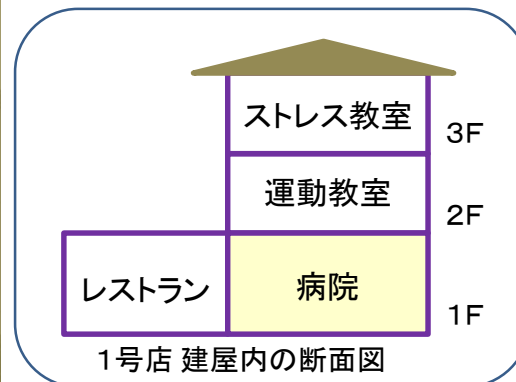 ストレス教室
3F
運動教室
2F
レストラン
病院
1F
1号店 建屋内の断面図